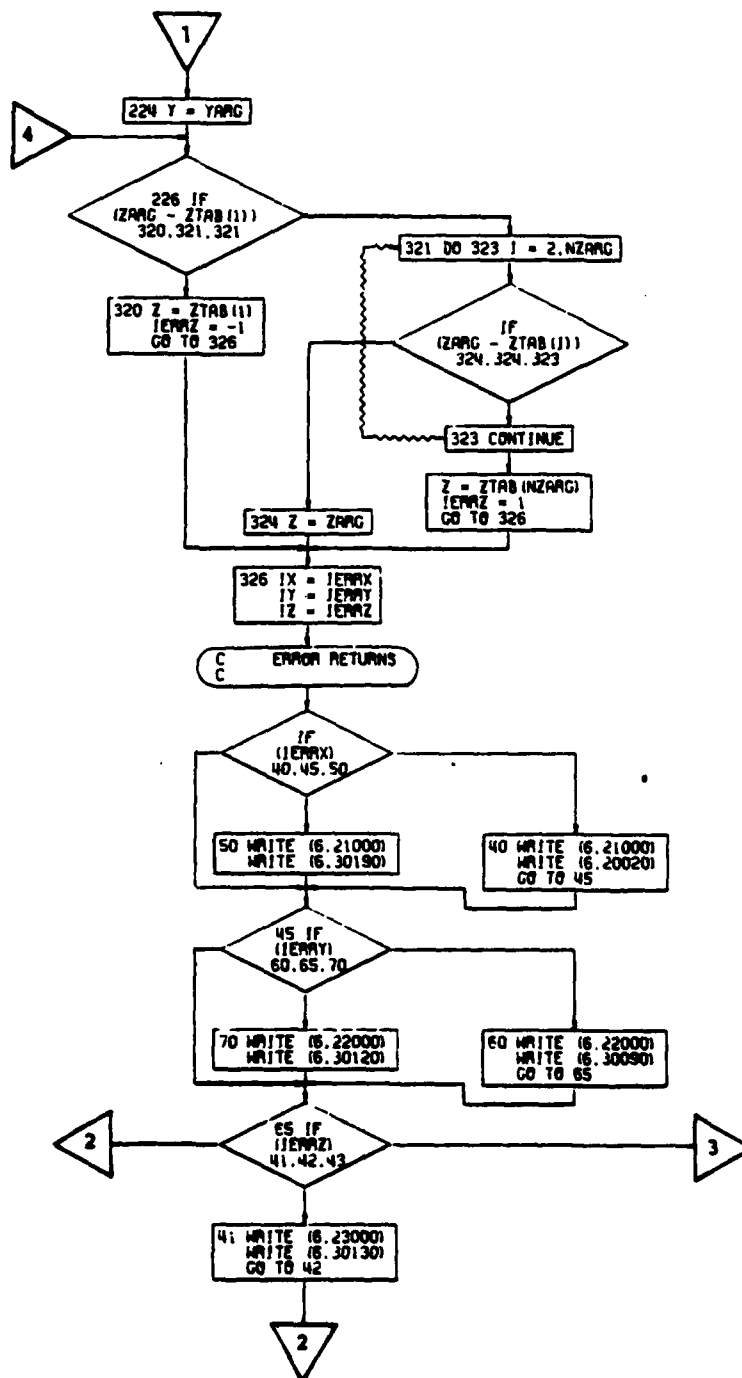 1
224 Y = YARG
4
226 IF
(ZARG - ZTAB(1))
320,321,321
321 DO 323 I = 2,NZARG
320 Z = ZTAB(1)
IERRZ = -1
GO TO 326
IF
(ZARG - ZTAB(I))
324,324,323
323 CONTINUE
Z = ZTAB(NZARG)
IERRZ = 1
GO TO 326
324 Z = ZARG
326 IX = IERRX
IY = IERRY
IZ = IERRZ
C ERROR RETURNS
C
IF
(IERRX)
40,45,50
50 WRITE (6,21000)
WRITE (6,30190)
40 WRITE (6,21000)
WRITE (6,20020)
GO TO 45
45 IF
(IERRY)
60,65,70
70 WRITE (6,22000)
WRITE (6,30120)
60 WRITE (6,22000)
WRITE (6,30090)
GO TO 65
2
65 IF
(IERRZ)
41,42,43
3
41 WRITE (6,23000)
WRITE (6,30130)
GO TO 42
2